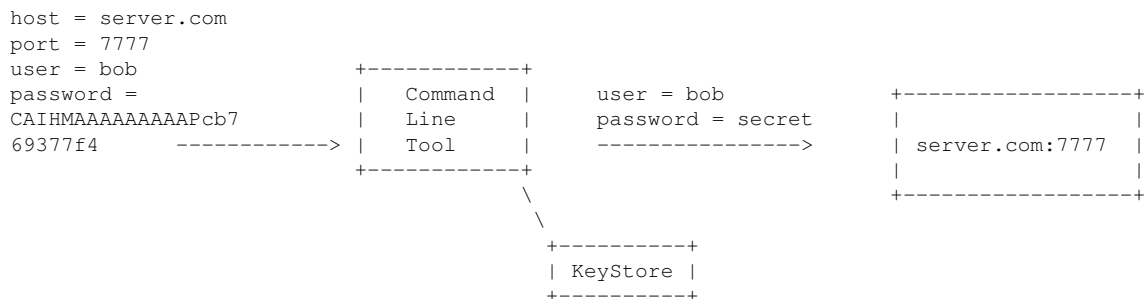 host = server.com
port = 7777
user = bob
password =
CAIHMAAAAAAAAAPcb7
69377f4
------------>
+------------+
| Command |
| Line |
| Tool |
+------------+
user = bob
password = secret
---------------->
+------------------+
| |
| server.com:7777 |
| |
+------------------+
\
\
+----------+
| KeyStore |
+----------+